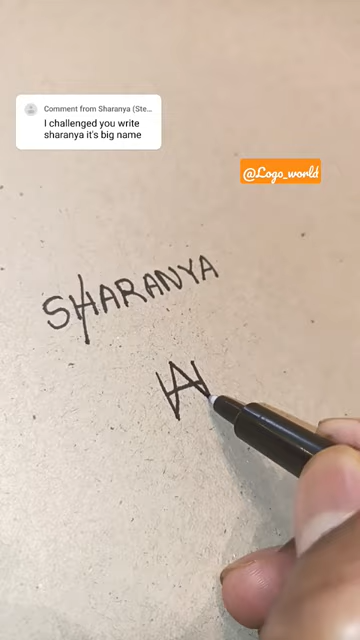 Comment from Sharanya (Ste...
I challenged you write
sharanya it's big name
@Logo_world
SHARANYA